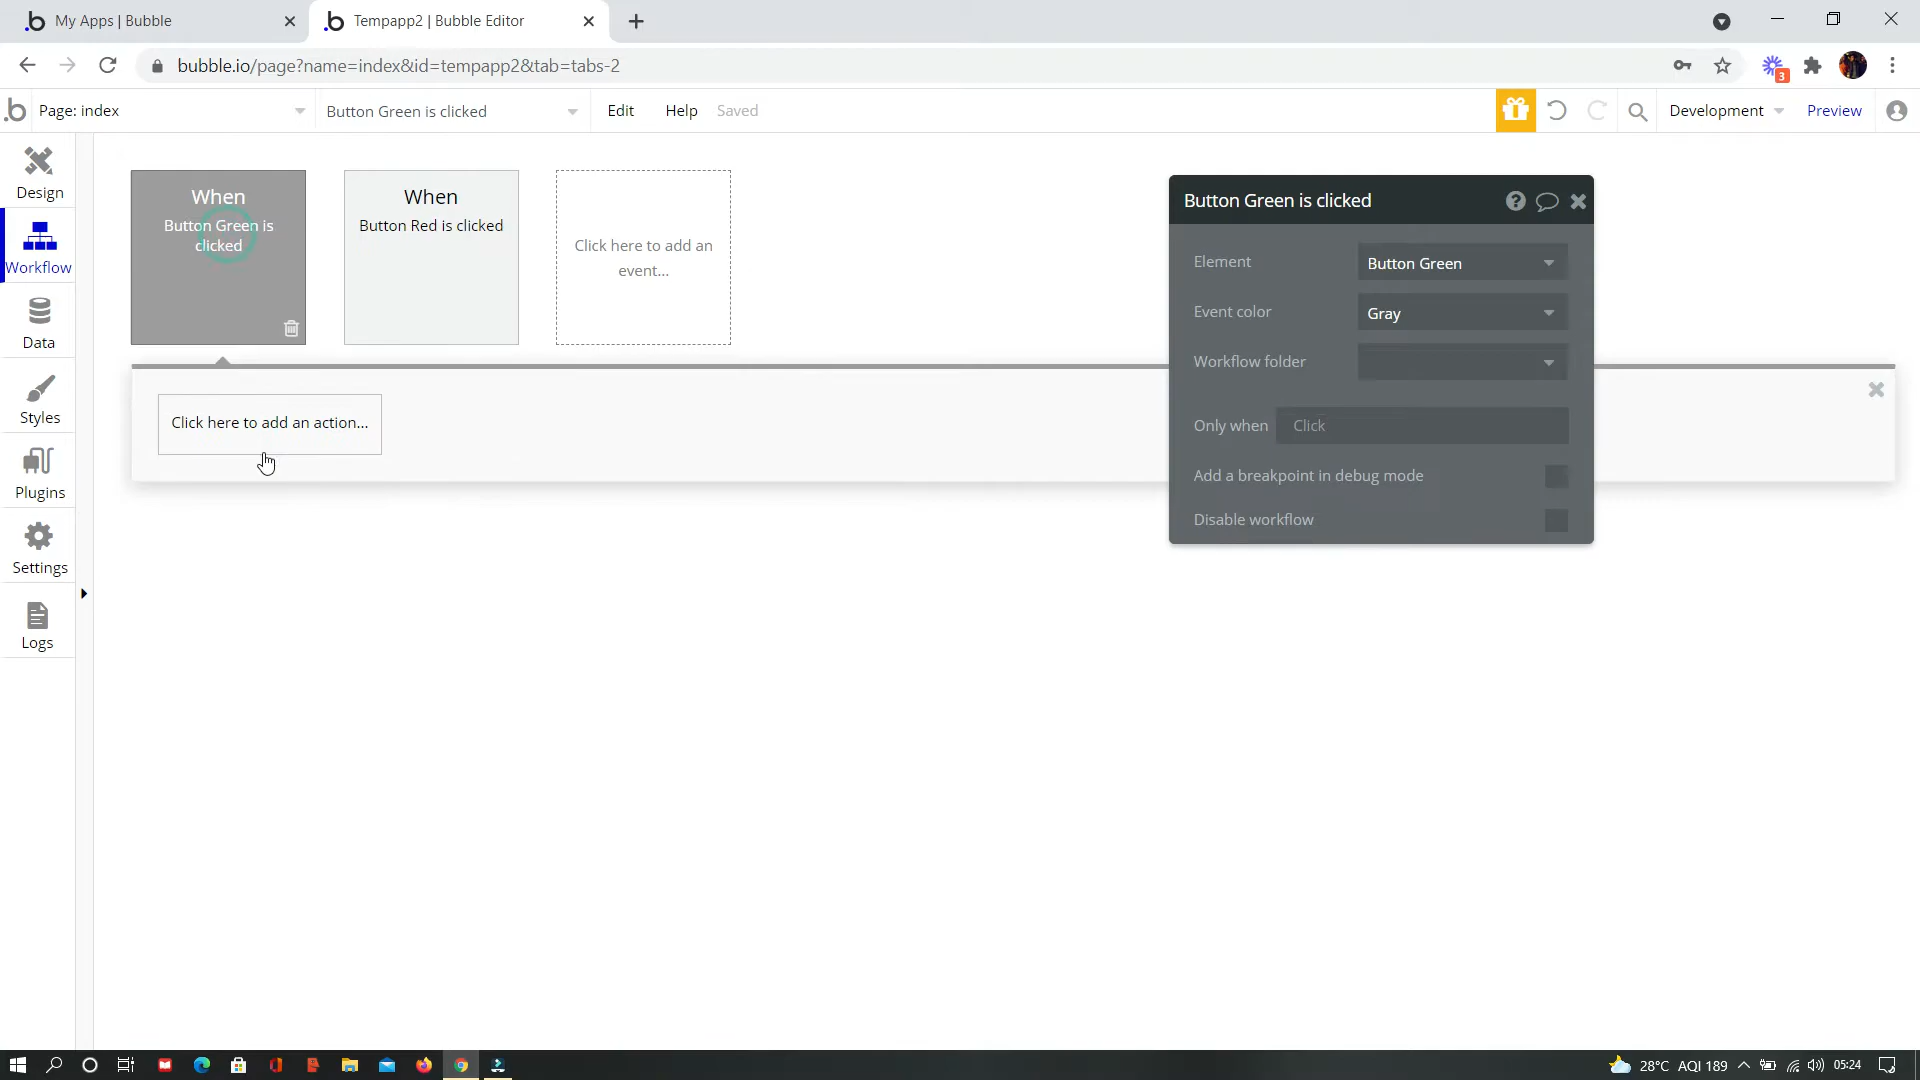 My Apps | Bubble
Tempapp2 | Bubble Editor
bubble.io/page?name=index&id=tempapp2&tab=tabs-2
3
Page: index
Button Green is clicked
Edit
Help
Saved
Development
Preview
Design
Workflow
Data
Styles
Plugins
Settings
Logs
When
Button Green is
clicked
When
Button Red is clicked
Click here to add an
event...
Click here to add an action...
Button Green is clicked
Element
Button Green
Event color
Gray
Workflow folder
Only when
Click
Add a breakpoint in debug mode
Disable workflow
28°C AQI 189
05:24